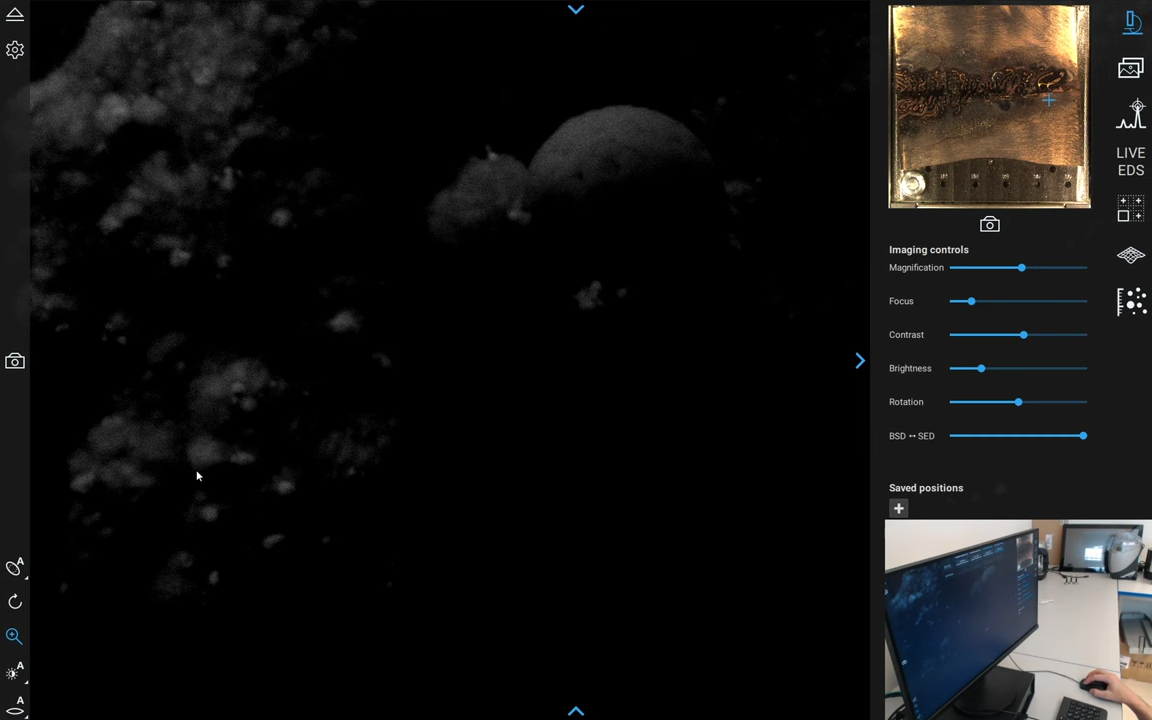 LIVE
EDS
Imaging controls
Magnification
Focus
Contrast
Brightness
Rotation
BSD ↔ SED
Saved positions
A
A
A